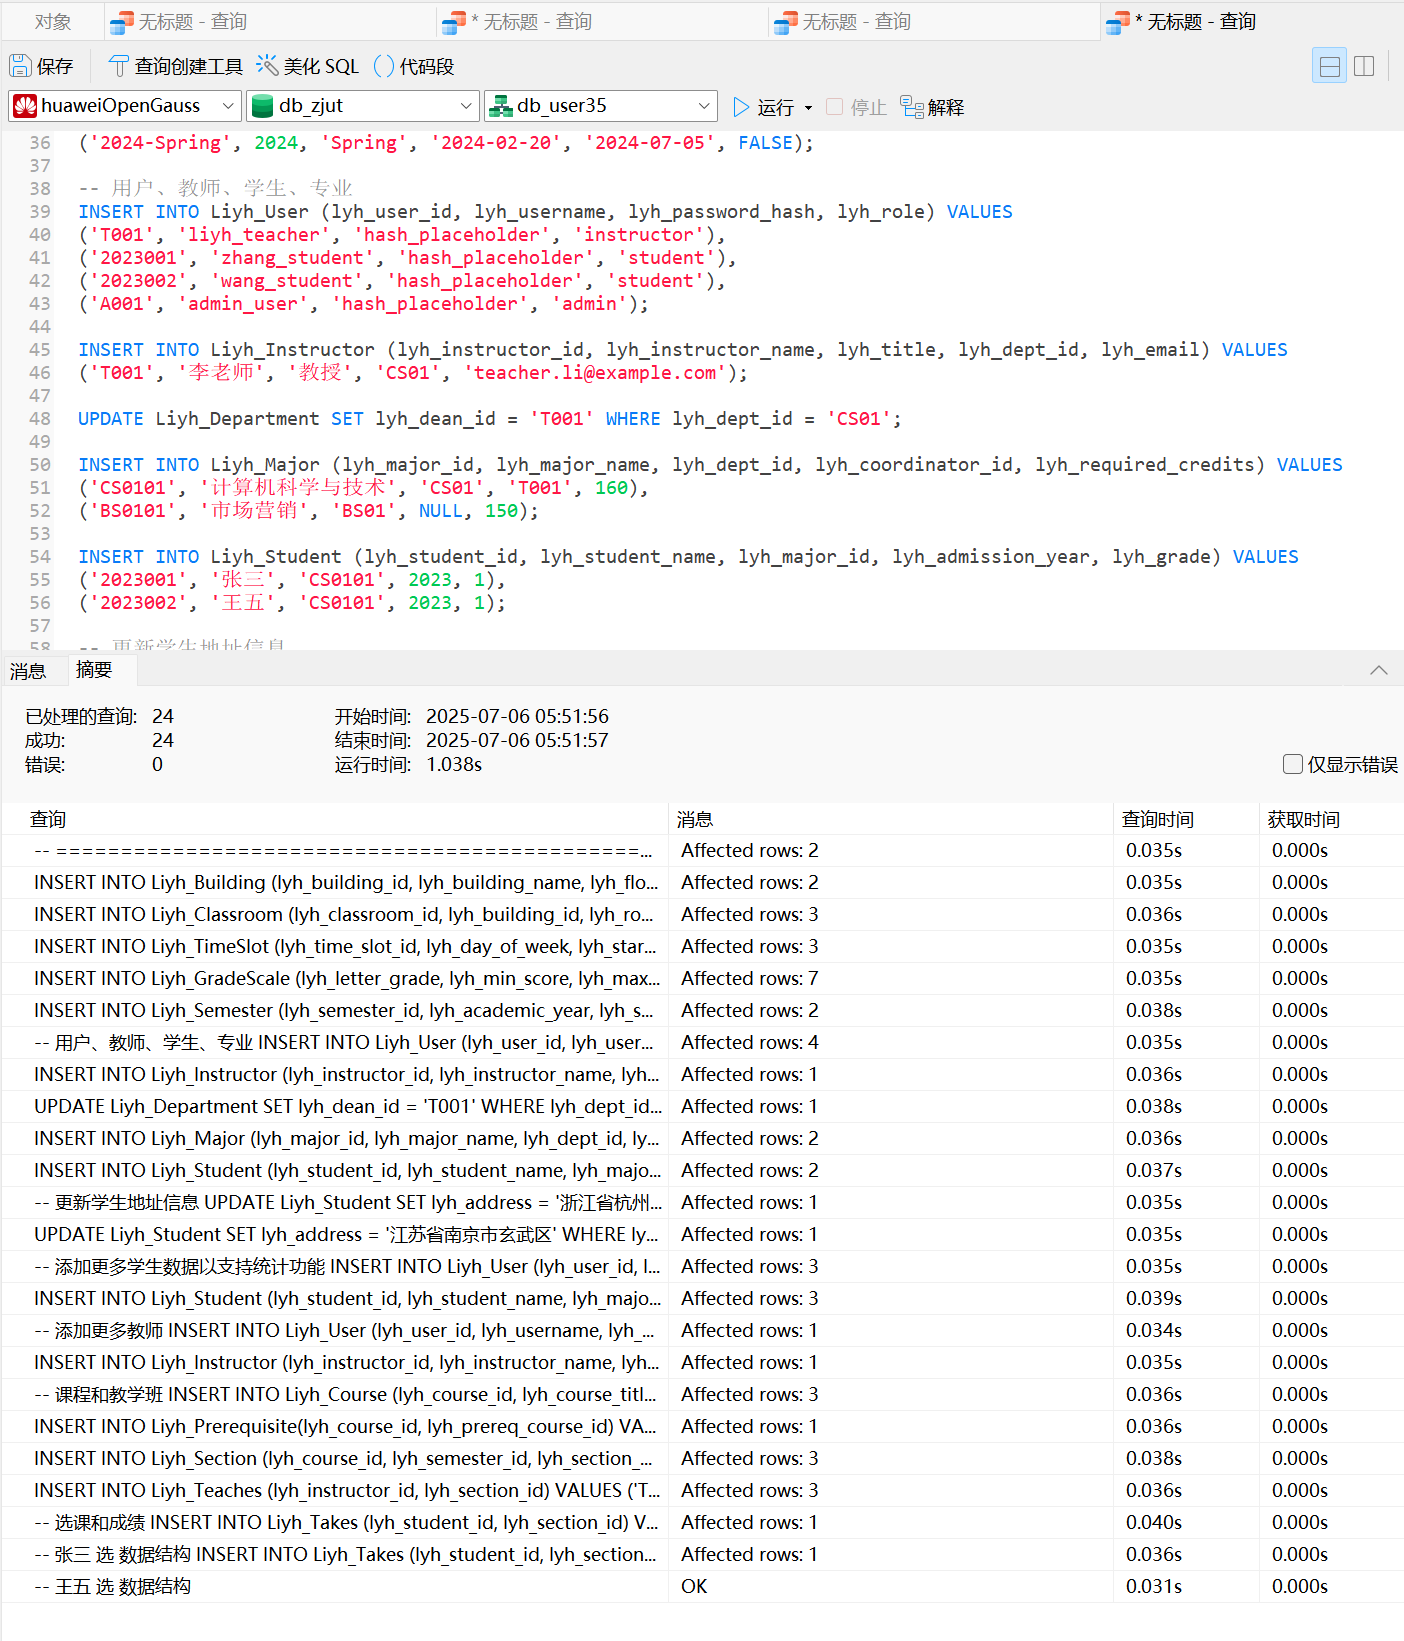 对象 无标题 - 查询 * 无标题 - 查询 无标题 - 查询 * 无标题 - 查询
保存 查询创建工具 美化 SQL () 代码段
huaweiOpenGauss db_zjut db_user35 运行 停止 解释
36 ('2024-Spring', 2024, 'Spring', '2024-02-20', '2024-07-05', FALSE);
37
38 -- 用户、教师、学生、专业
39 INSERT INTO Liyh_User (lyh_user_id, lyh_username, lyh_password_hash, lyh_role) VALUES
40 ('T001', 'liyh_teacher', 'hash_placeholder', 'instructor'),
41 ('2023001', 'zhang_student', 'hash_placeholder', 'student'),
42 ('2023002', 'wang_student', 'hash_placeholder', 'student'),
43 ('A001', 'admin_user', 'hash_placeholder', 'admin');
44
45 INSERT INTO Liyh_Instructor (lyh_instructor_id, lyh_instructor_name, lyh_title, lyh_dept_id, lyh_email) VALUES
46 ('T001', '李老师', '教授', 'CS01', 'teacher.li@example.com');
47
48 UPDATE Liyh_Department SET lyh_dean_id = 'T001' WHERE lyh_dept_id = 'CS01';
49
50 INSERT INTO Liyh_Major (lyh_major_id, lyh_major_name, lyh_dept_id, lyh_coordinator_id, lyh_required_credits) VALUES
51 ('CS0101', '计算机科学与技术', 'CS01', 'T001', 160),
52 ('BS0101', '市场营销', 'BS01', NULL, 150);
53
54 INSERT INTO Liyh_Student (lyh_student_id, lyh_student_name, lyh_major_id, lyh_admission_year, lyh_grade) VALUES
55 ('2023001', '张三', 'CS0101', 2023, 1),
56 ('2023002', '王五', 'CS0101', 2023, 1);
57
58 -- 更新学生地址信息
消息 摘要
已处理的查询: 24 开始时间: 2025-07-06 05:51:56
成功: 24 结束时间: 2025-07-06 05:51:57
错误: 0 运行时间: 1.038s 仅显示错误
查询 消息 查询时间 获取时间
-- =============================================... Affected rows: 2 0.035s 0.000s
INSERT INTO Liyh_Building (lyh_building_id, lyh_building_name, lyh_flo... Affected rows: 2 0.035s 0.000s
INSERT INTO Liyh_Classroom (lyh_classroom_id, lyh_building_id, lyh_ro... Affected rows: 3 0.036s 0.000s
INSERT INTO Liyh_TimeSlot (lyh_time_slot_id, lyh_day_of_week, lyh_star... Affected rows: 3 0.035s 0.000s
INSERT INTO Liyh_GradeScale (lyh_letter_grade, lyh_min_score, lyh_max... Affected rows: 7 0.035s 0.000s
INSERT INTO Liyh_Semester (lyh_semester_id, lyh_academic_year, lyh_s... Affected rows: 2 0.038s 0.000s
-- 用户、教师、学生、专业 INSERT INTO Liyh_User (lyh_user_id, lyh_user... Affected rows: 4 0.035s 0.000s
INSERT INTO Liyh_Instructor (lyh_instructor_id, lyh_instructor_name, lyh... Affected rows: 1 0.036s 0.000s
UPDATE Liyh_Department SET lyh_dean_id = 'T001' WHERE lyh_dept_id... Affected rows: 1 0.038s 0.000s
INSERT INTO Liyh_Major (lyh_major_id, lyh_major_name, lyh_dept_id, ly... Affected rows: 2 0.036s 0.000s
INSERT INTO Liyh_Student (lyh_student_id, lyh_student_name, lyh_majo... Affected rows: 2 0.037s 0.000s
-- 更新学生地址信息 UPDATE Liyh_Student SET lyh_address = '浙江省杭州... Affected rows: 1 0.035s 0.000s
UPDATE Liyh_Student SET lyh_address = '江苏省南京市玄武区' WHERE ly... Affected rows: 1 0.035s 0.000s
-- 添加更多学生数据以支持统计功能 INSERT INTO Liyh_User (lyh_user_id, l... Affected rows: 3 0.035s 0.000s
INSERT INTO Liyh_Student (lyh_student_id, lyh_student_name, lyh_majo... Affected rows: 3 0.039s 0.000s
-- 添加更多教师 INSERT INTO Liyh_User (lyh_user_id, lyh_username, lyh_... Affected rows: 1 0.034s 0.000s
INSERT INTO Liyh_Instructor (lyh_instructor_id, lyh_instructor_name, lyh... Affected rows: 1 0.035s 0.000s
-- 课程和教学班 INSERT INTO Liyh_Course (lyh_course_id, lyh_course_titl... Affected rows: 3 0.036s 0.000s
INSERT INTO Liyh_Prerequisite(lyh_course_id, lyh_prereq_course_id) VA... Affected rows: 1 0.036s 0.000s
INSERT INTO Liyh_Section (lyh_course_id, lyh_semester_id, lyh_section_... Affected rows: 3 0.038s 0.000s
INSERT INTO Liyh_Teaches (lyh_instructor_id, lyh_section_id) VALUES ('T... Affected rows: 3 0.036s 0.000s
-- 选课和成绩 INSERT INTO Liyh_Takes (lyh_student_id, lyh_section_id) V... Affected rows: 1 0.040s 0.000s
-- 张三 选 数据结构 INSERT INTO Liyh_Takes (lyh_student_id, lyh_section... Affected rows: 1 0.036s 0.000s
-- 王五 选 数据结构 OK 0.031s 0.000s